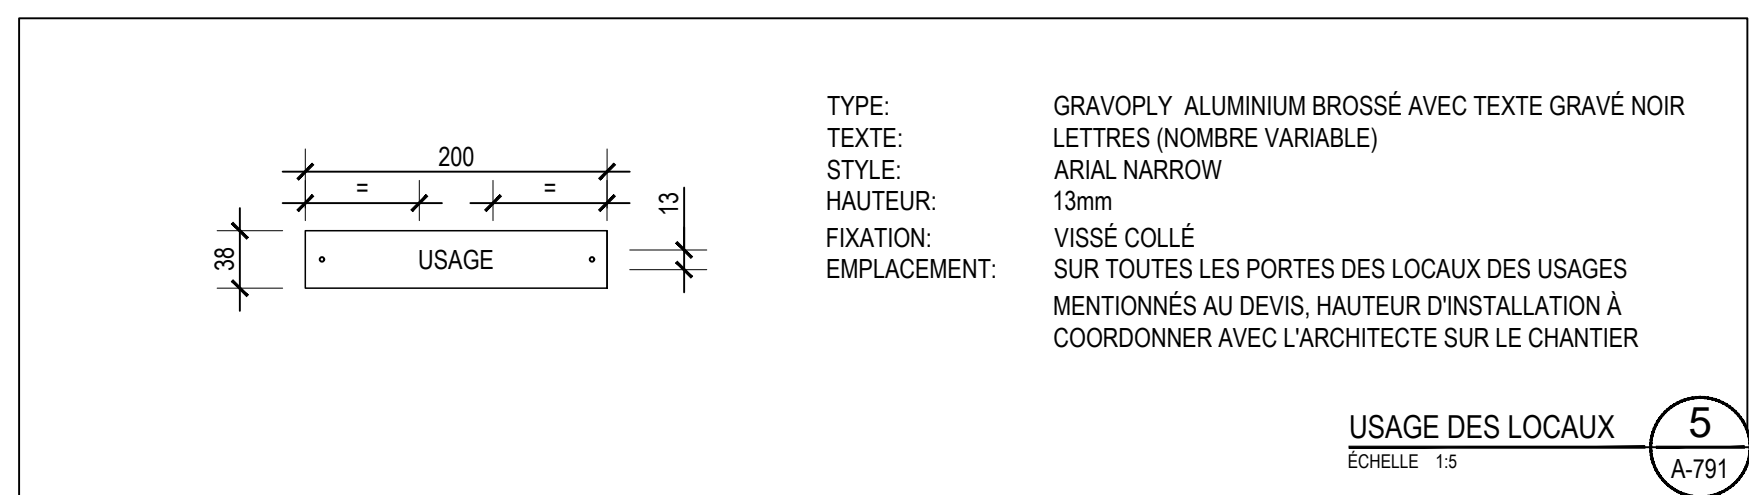 200
= =
13
38
USAGE
TYPE: GRAVOPLY ALUMINIUM BROSSÉ AVEC TEXTE GRAVÉ NOIR
TEXTE: LETTRES (NOMBRE VARIABLE)
STYLE: ARIAL NARROW
HAUTEUR: 13mm
FIXATION: VISSÉ COLLÉ
EMPLACEMENT: SUR TOUTES LES PORTES DES LOCAUX DES USAGES
MENTIONNÉS AU DEVIS, HAUTEUR D'INSTALLATION À
COORDONNER AVEC L'ARCHITECTE SUR LE CHANTIER
USAGE DES LOCAUX
ÉCHELLE 1:5
5
A-791